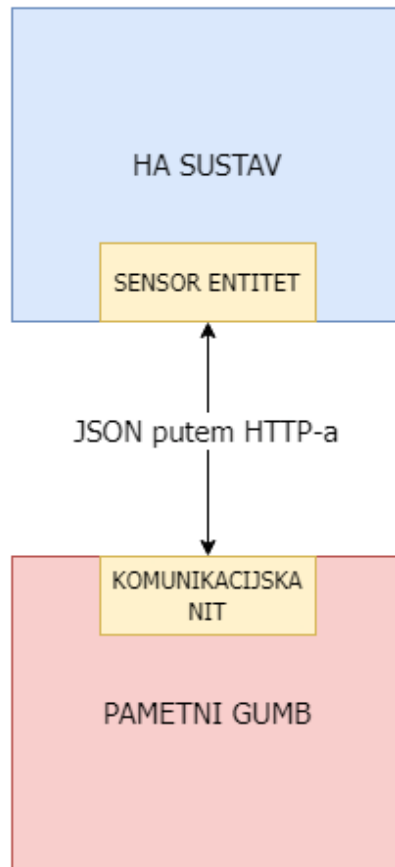 HA SUSTAV
SENSOR ENTITET
JSON putem HTTP-a
KOMUNIKACIJSKA
NIT
PAMETNI GUMB